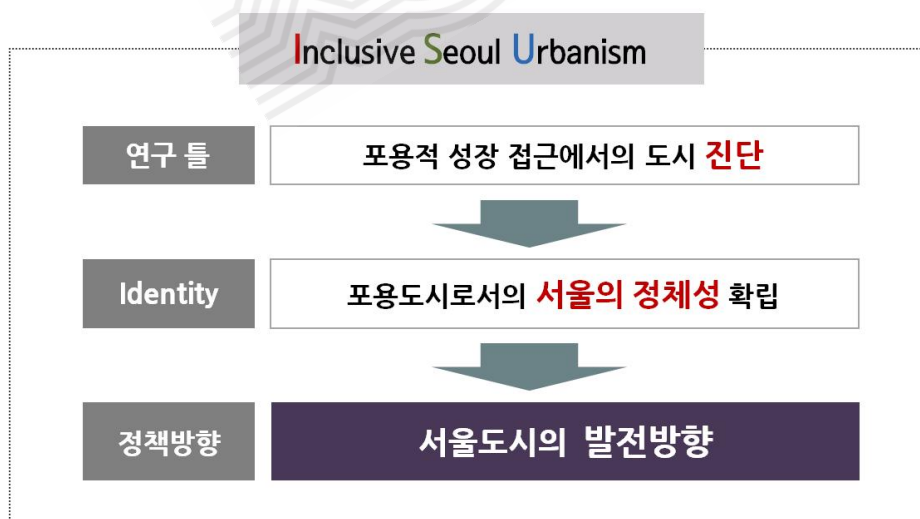 Inclusive Seoul Urbanism
연구 틀
포용적 성장 접근에서의 도시 진단
Identity
포용도시로서의 서울의 정체성 확립
정책방향
서울도시의 발전방향